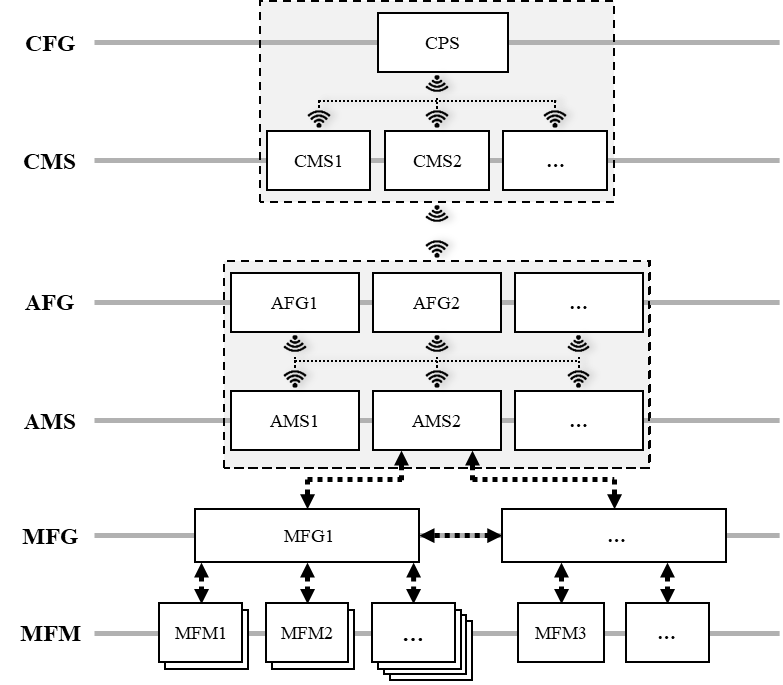 CFG CPS
CMS CMS1 CMS2 ...
AFG AFG1 AFG2 ...
AMS AMS1 AMS2 ...
MFG MFG1 ...
MFM MFM1 MFM2 ... MFM3 ...